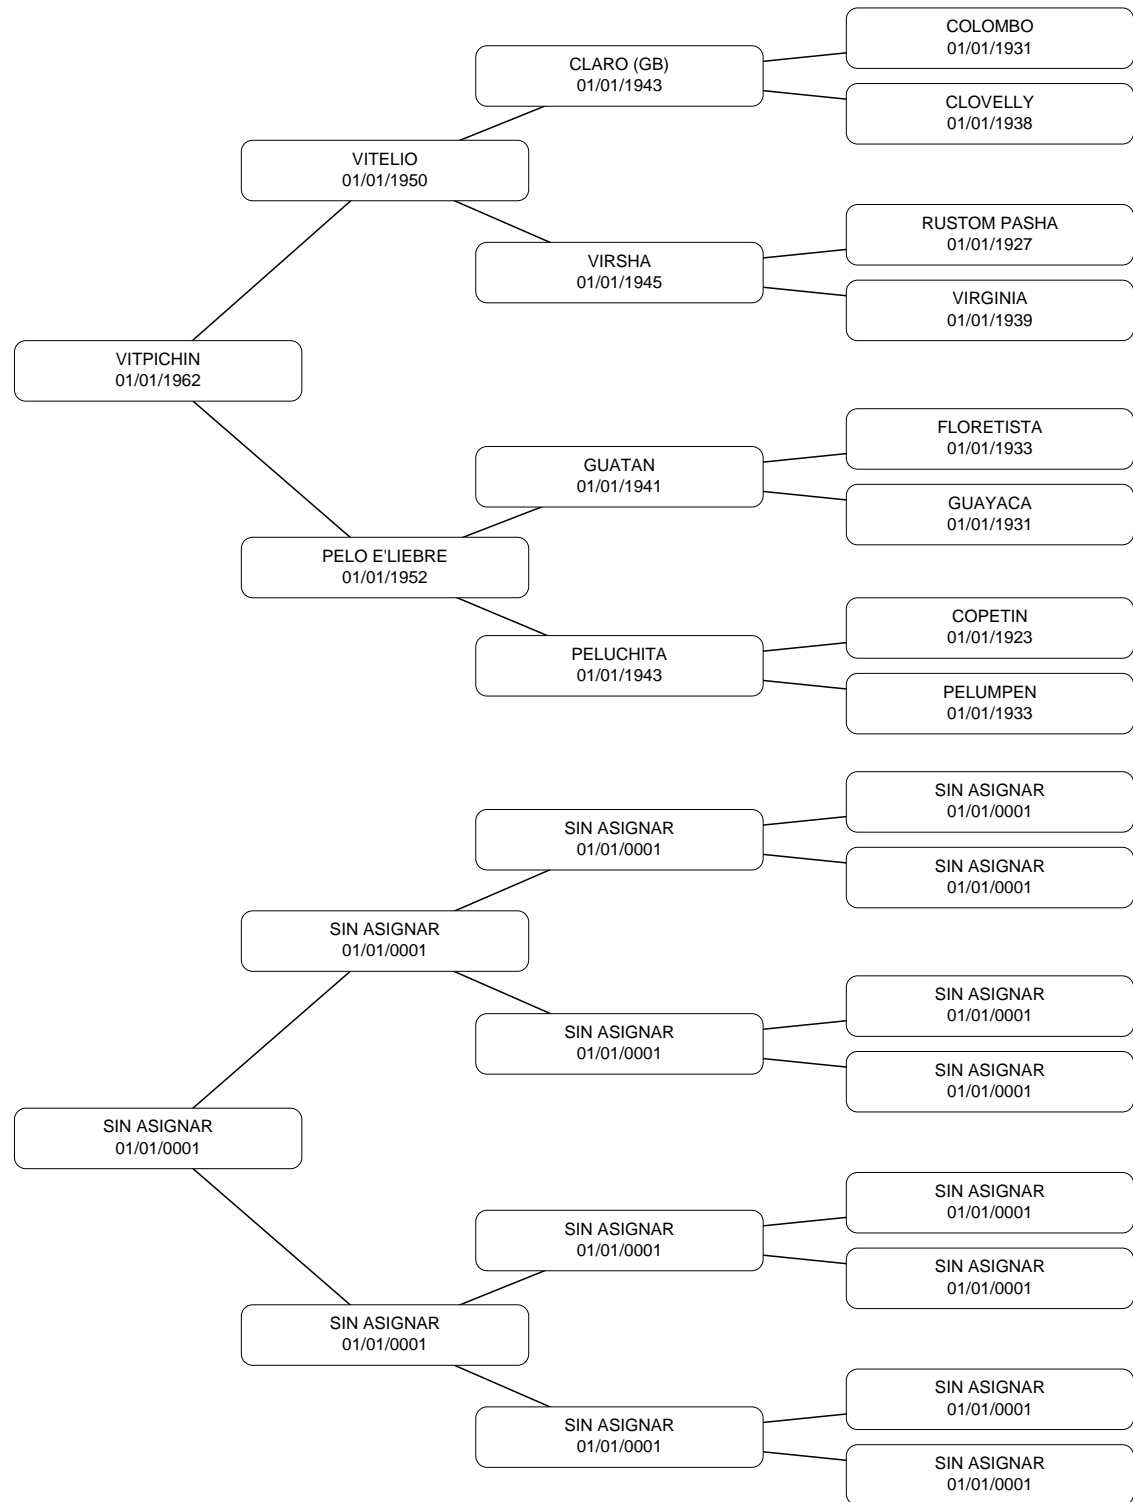 COLOMBO
01/01/1931
CLARO (GB)
01/01/1943
CLOVELLY
01/01/1938
VITELIO
01/01/1950
RUSTOM PASHA
01/01/1927
VIRSHA
01/01/1945
VIRGINIA
01/01/1939
VITPICHIN
01/01/1962
FLORETISTA
01/01/1933
GUATAN
01/01/1941
GUAYACA
01/01/1931
PELO E'LIEBRE
01/01/1952
COPETIN
01/01/1923
PELUCHITA
01/01/1943
PELUMPEN
01/01/1933
SIN ASIGNAR
01/01/0001
SIN ASIGNAR
01/01/0001
SIN ASIGNAR
01/01/0001
SIN ASIGNAR
01/01/0001
SIN ASIGNAR
01/01/0001
SIN ASIGNAR
01/01/0001
SIN ASIGNAR
01/01/0001
SIN ASIGNAR
01/01/0001
SIN ASIGNAR
01/01/0001
SIN ASIGNAR
01/01/0001
SIN ASIGNAR
01/01/0001
SIN ASIGNAR
01/01/0001
SIN ASIGNAR
01/01/0001
SIN ASIGNAR
01/01/0001
SIN ASIGNAR
01/01/0001